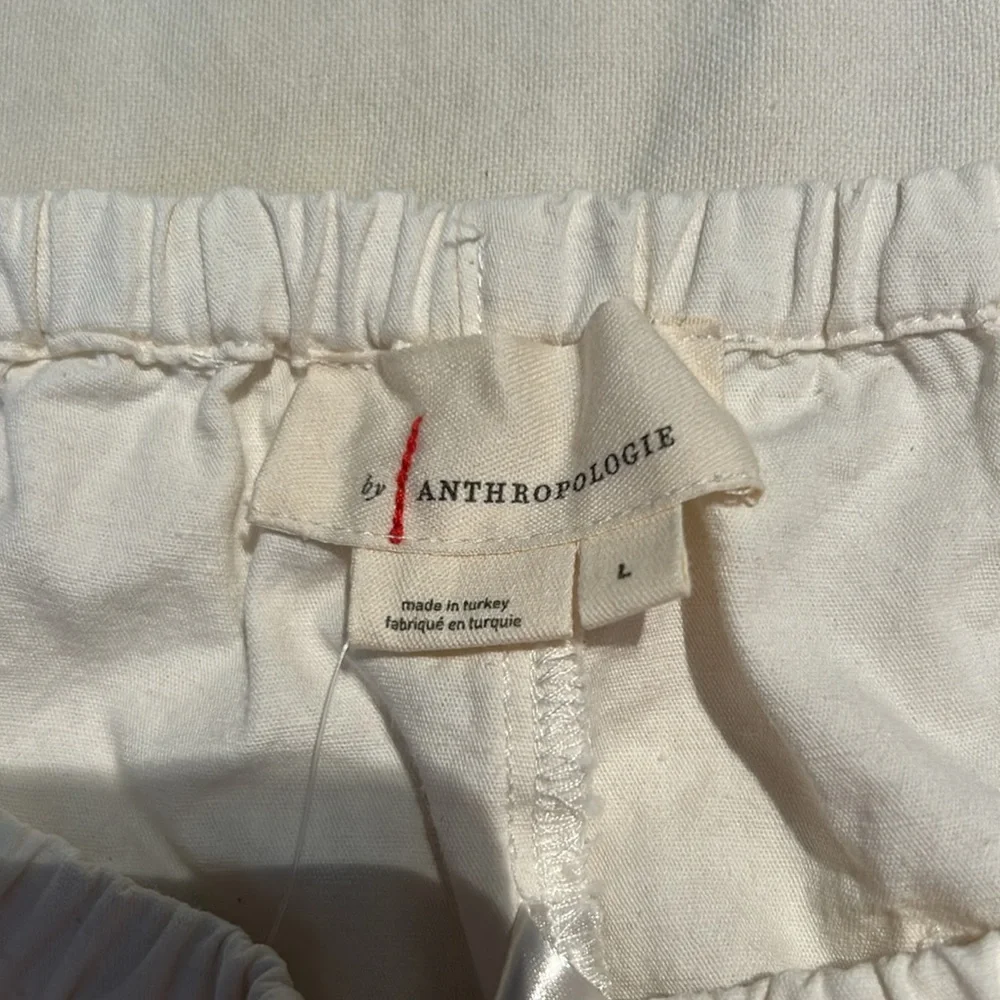 by ANTHROPOLOGIE
L
made in turkey
fabriqué en turquie